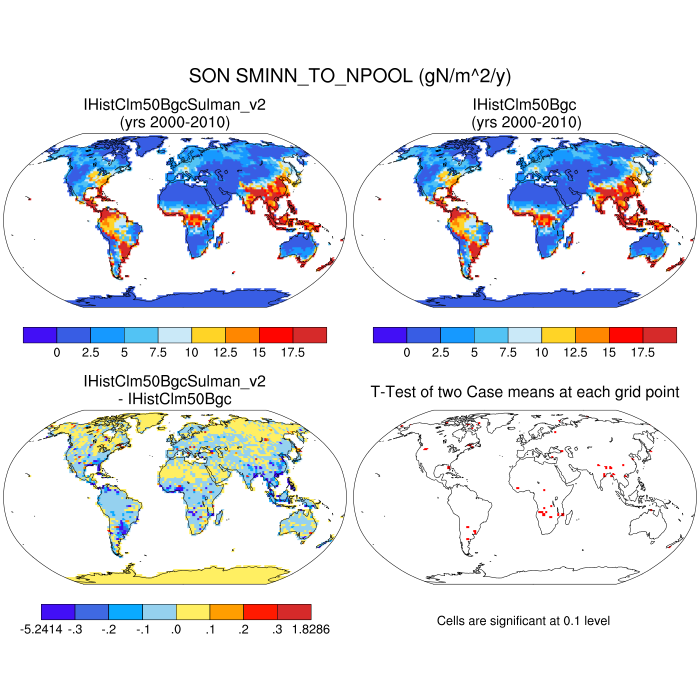 SON SMINN_TO_NPOOL (gN/m^2/y)
IHistClm50BgcSulman_v2
(yrs 2000-2010)
IHistClm50Bgc
(yrs 2000-2010)
0 2.5 5 7.5 10 12.5 15 17.5
0 2.5 5 7.5 10 12.5 15 17.5
IHistClm50BgcSulman_v2
- IHistClm50Bgc
T-Test of two Case means at each grid point
-5.2414 -.3 -.2 -.1 .0 .1 .2 .3 1.8286
Cells are significant at 0.1 level